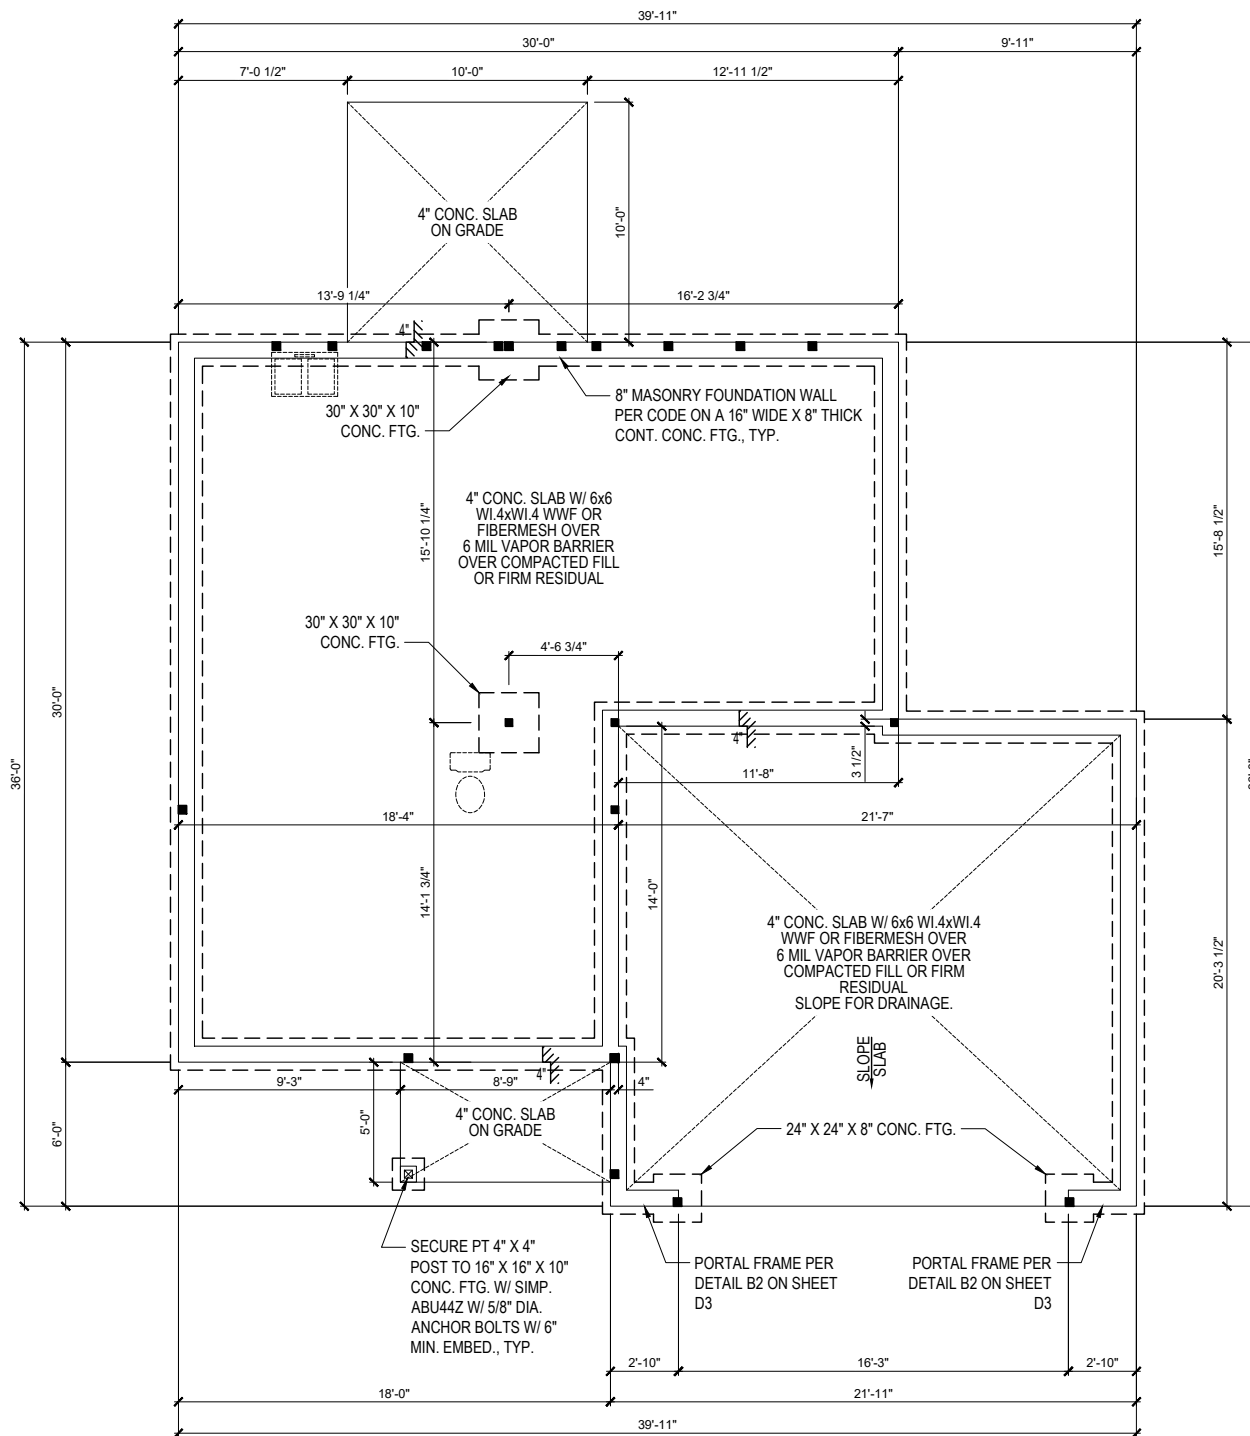 39'-11"
30'-0"
9'-11"
7'-0 1/2"
10'-0"
12'-11 1/2"
4" CONC. SLAB
ON GRADE
10'-0"
13'-9 1/4"
16'-2 3/4"
4"
30" X 30" X 10"
CONC. FTG.
8" MASONRY FOUNDATION WALL
PER CODE ON A 16" WIDE X 8" THICK
CONT. CONC. FTG., TYP.
4" CONC. SLAB W/ 6x6
WI.4xWI.4 WWF OR
FIBERMESH OVER
6 MIL VAPOR BARRIER
OVER COMPACTED FILL
OR FIRM RESIDUAL
15'-10 1/4"
15'-8 1/2"
30" X 30" X 10"
CONC. FTG.
4'-6 3/4"
30'-0"
36'-0"
4"
3 1/2"
11'-8"
18'-4"
21'-7"
14'-1 3/4"
14'-0"
4" CONC. SLAB W/ 6x6 WI.4xWI.4
WWF OR FIBERMESH OVER
6 MIL VAPOR BARRIER OVER
COMPACTED FILL OR FIRM
RESIDUAL
SLOPE FOR DRAINAGE.
20'-3 1/2"
SLOPE
SLAB
4"
9'-3"
8'-9"
4"
5'-0"
6'-0"
4" CONC. SLAB
ON GRADE
24" X 24" X 8" CONC. FTG.
SECURE PT 4" X 4"
POST TO 16" X 16" X 10"
CONC. FTG. W/ SIMP.
ABU44Z W/ 5/8" DIA.
ANCHOR BOLTS W/ 6"
MIN. EMBED., TYP.
PORTAL FRAME PER
DETAIL B2 ON SHEET
D3
PORTAL FRAME PER
DETAIL B2 ON SHEET
D3
2'-10"
16'-3"
2'-10"
18'-0"
21'-11"
39'-11"